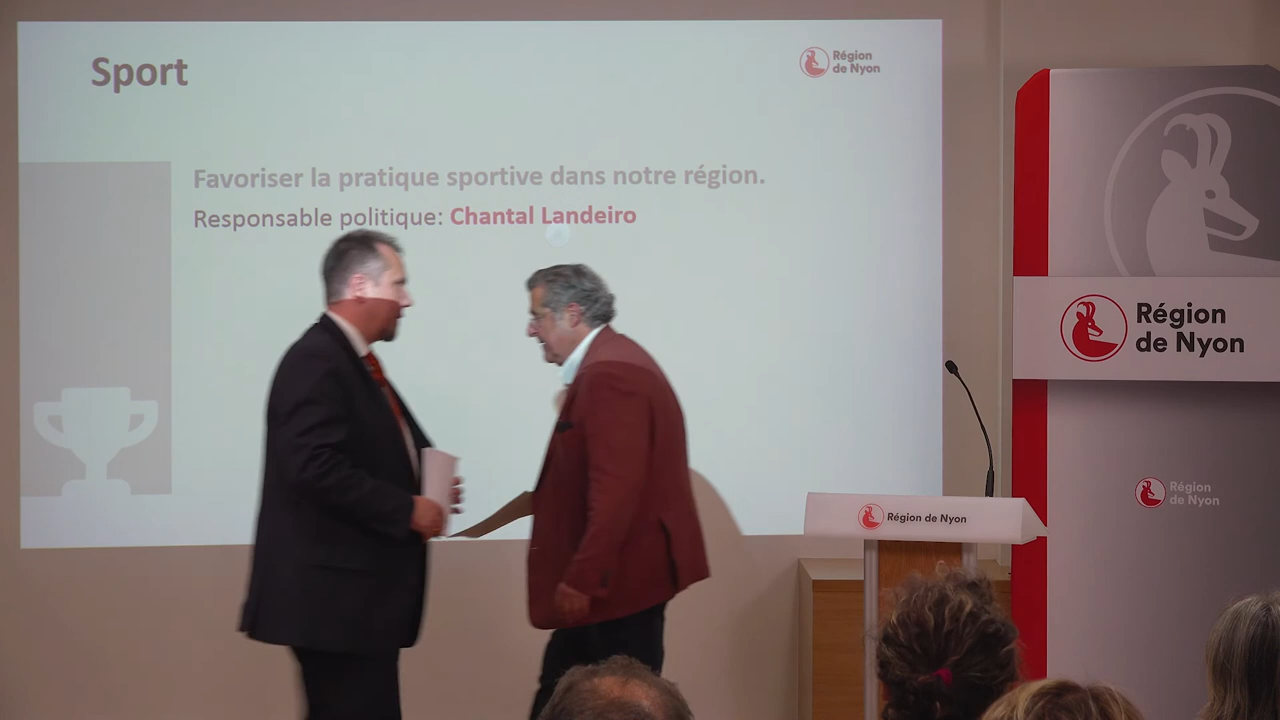 Sport
Région
de Nyon
Favoriser la pratique sportive dans notre région.
Responsable politique: Chantal Landeiro
Région
de Nyon
Région
de Nyon
Région de Nyon